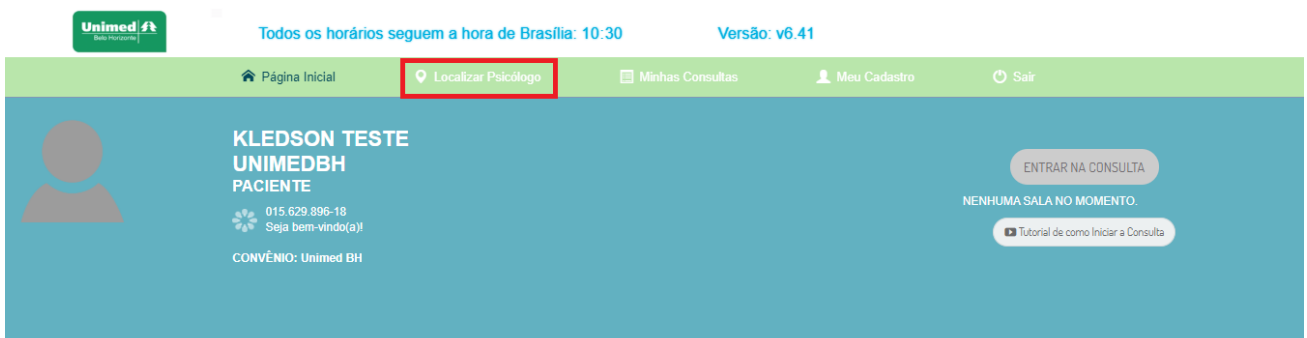 Unimed
Belo Horizonte
Todos os horários seguem a hora de Brasília: 10:30
Versão: v6.41
Página Inicial
Localizar Psicólogo
Minhas Consultas
Meu Cadastro
Sair
KLEDSON TESTE
UNIMEDBH
PACIENTE
015.629.896-18
Seja bem-vindo(a)!
CONVÊNIO: Unimed BH
ENTRAR NA CONSULTA
NENHUMA SALA NO MOMENTO.
Tutorial de como Iniciar a Consulta